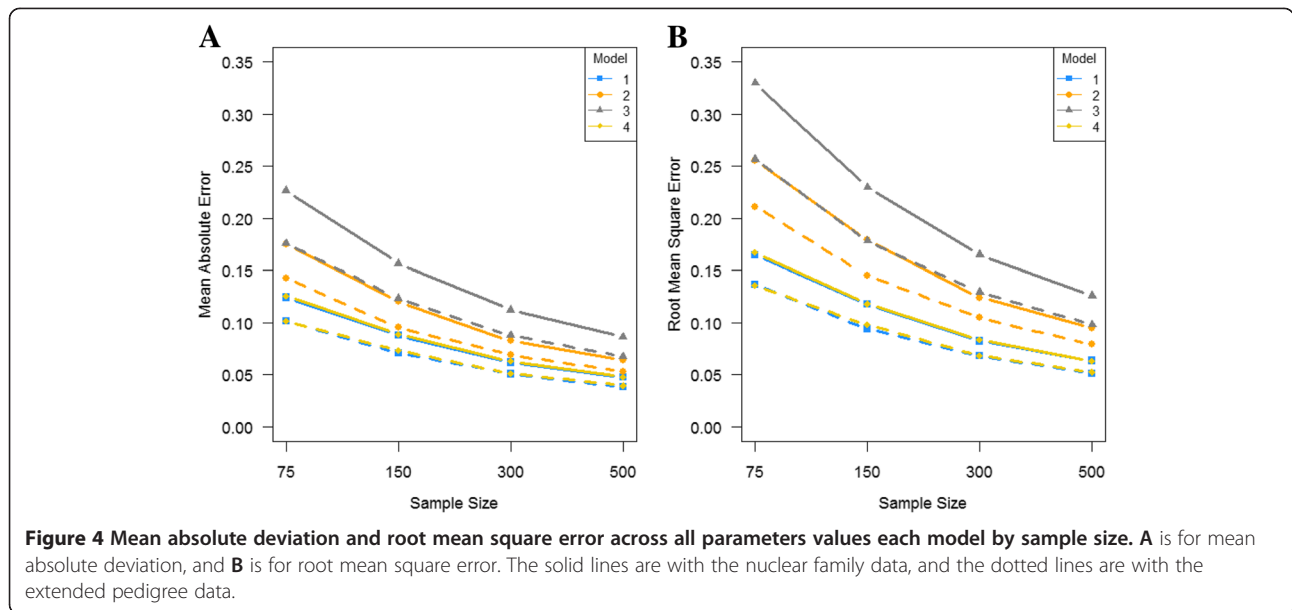 A
Mean Absolute Error
0.35
0.30
0.25
0.20
0.15
0.10
0.05
0.00
75 150 300 500
Sample Size
Model
1
2
3
4
B
Root Mean Square Error
0.35
0.30
0.25
0.20
0.15
0.10
0.05
0.00
75 150 300 500
Sample Size
Model
1
2
3
4
Figure 4 Mean absolute deviation and root mean square error across all parameters values each model by sample size. A is for mean
absolute deviation, and B is for root mean square error. The solid lines are with the nuclear family data, and the dotted lines are with the
extended pedigree data.